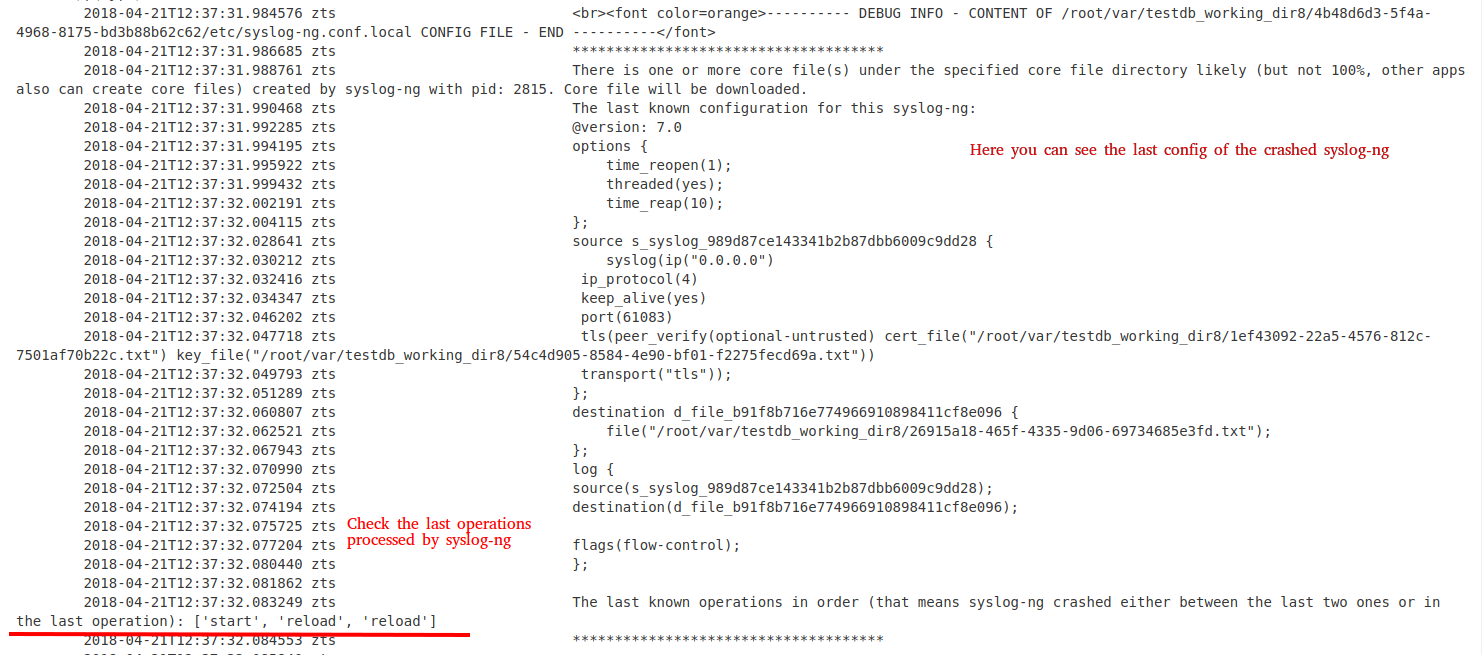 2018-04-21T12:37:31.984576 zts <br><font color=orange>---------- DEBUG INFO - CONTENT OF /root/var/testdb_working_dir8/4b48d6d3-5f4a-
4968-8175-bd3b88b62c62/etc/syslog-ng.conf.local CONFIG FILE - END ----------</font>
2018-04-21T12:37:31.986685 zts *************************************
2018-04-21T12:37:31.988761 zts There is one or more core file(s) under the specified core file directory likely (but not 100%, other apps
also can create core files) created by syslog-ng with pid: 2815. Core file will be downloaded.
2018-04-21T12:37:31.990468 zts The last known configuration for this syslog-ng:
2018-04-21T12:37:31.992285 zts @version: 7.0
2018-04-21T12:37:31.994195 zts options {
Here you can see the last config of the crashed syslog-ng
2018-04-21T12:37:31.995922 zts time_reopen(1);
2018-04-21T12:37:31.999432 zts threaded(yes);
2018-04-21T12:37:32.002191 zts time_reap(10);
2018-04-21T12:37:32.004115 zts };
2018-04-21T12:37:32.028641 zts source s_syslog_989d87ce143341b2b87dbb6009c9dd28 {
2018-04-21T12:37:32.030212 zts syslog(ip("0.0.0.0")
2018-04-21T12:37:32.032416 zts ip_protocol(4)
2018-04-21T12:37:32.034347 zts keep_alive(yes)
2018-04-21T12:37:32.046202 zts port(61083)
2018-04-21T12:37:32.047718 zts tls(peer_verify(optional-untrusted) cert_file("/root/var/testdb_working_dir8/1ef43092-22a5-4576-812c-
7501af70b22c.txt") key_file("/root/var/testdb_working_dir8/54c4d905-8584-4e90-bf01-f2275fecd69a.txt"))
2018-04-21T12:37:32.049793 zts transport("tls"));
2018-04-21T12:37:32.051289 zts };
2018-04-21T12:37:32.060807 zts destination d_file_b91f8b716e774966910898411cf8e096 {
2018-04-21T12:37:32.062521 zts file("/root/var/testdb_working_dir8/26915a18-465f-4335-9d06-69734685e3fd.txt");
2018-04-21T12:37:32.067943 zts };
2018-04-21T12:37:32.070990 zts log {
2018-04-21T12:37:32.072504 zts source(s_syslog_989d87ce143341b2b87dbb6009c9dd28);
2018-04-21T12:37:32.074194 zts destination(d_file_b91f8b716e774966910898411cf8e096);
2018-04-21T12:37:32.075725 zts
Check the last operations
processed by syslog-ng
2018-04-21T12:37:32.077204 zts flags(flow-control);
2018-04-21T12:37:32.080440 zts };
2018-04-21T12:37:32.081862 zts
2018-04-21T12:37:32.083249 zts The last known operations in order (that means syslog-ng crashed either between the last two ones or in
the last operation): ['start', 'reload', 'reload']
2018-04-21T12:37:32.084553 zts *************************************